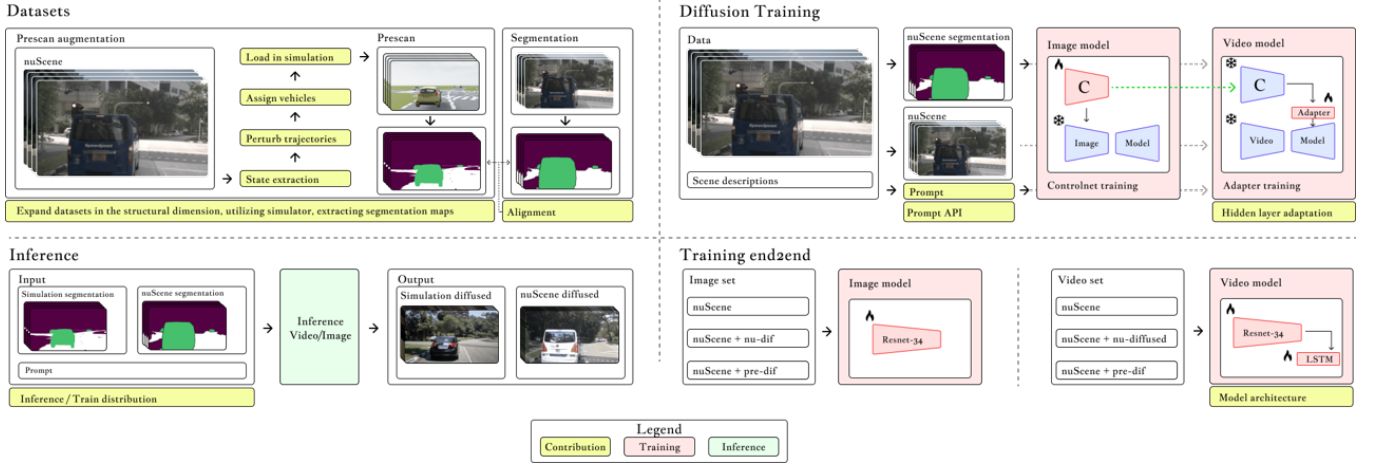 Datasets
Prescan augmentation
nuScene
Load in simulation
Assign vehicles
Perturb trajectories
State extraction
Prescan
Segmentation
Expand datasets in the structural dimension, utilizing simulator, extracting segmentation maps
Alignment
Diffusion Training
Data
Scene descriptions
nuScene segmentation
nuScene
Prompt
Prompt API
Image model
C
Image
Model
Controlnet training
Video model
C
Adapter
Video
Model
Adapter training
Hidden layer adaptation
Inference
Input
Simulation segmentation
nuScene segmentation
Prompt
Inference / Train distribution
Inference
Video/Image
Output
Simulation diffused
nuScene diffused
Training end2end
Image set
nuScene
nuScene + nu-dif
nuScene + pre-dif
Image model
Resnet-34
Video set
nuScene
nuScene + nu-diffused
nuScene + pre-dif
Video model
Resnet-34
LSTM
Model architecture
Legend
Contribution
Training
Inference